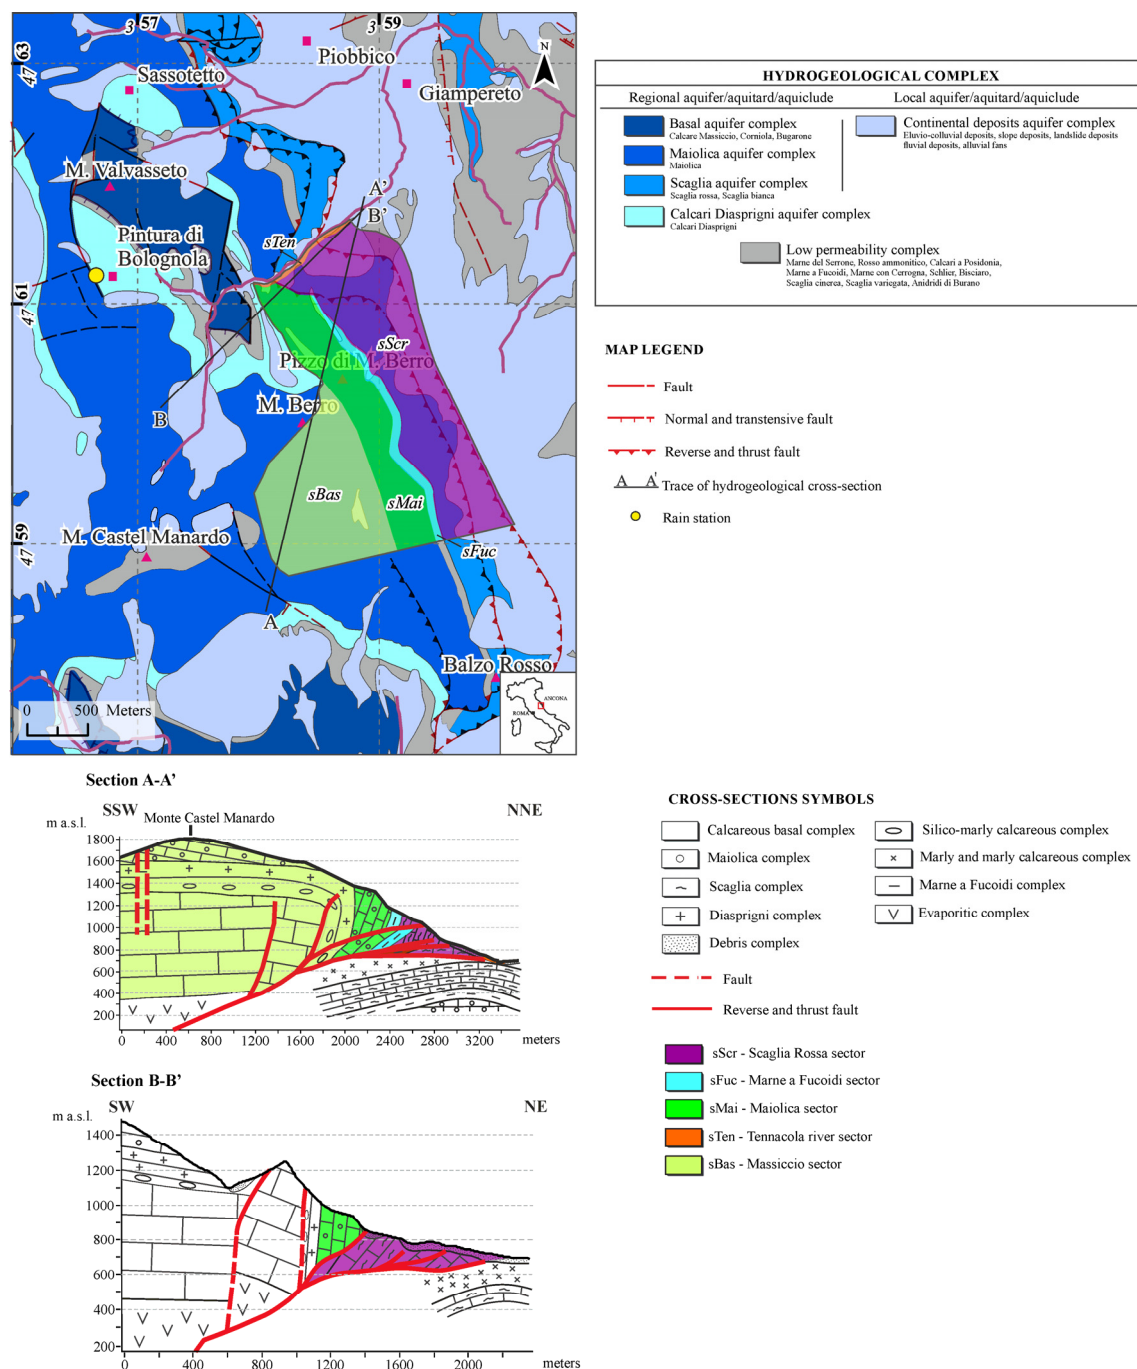 3 57
3 59
47 63
47 61
47 59
N
Piobbico
Sassotetto
Giampereto
M. Valvasseto
A'
B'
sTen
Pintura di
Bolognola
sScr
Pizzo di M. Berro
M. Berro
B
sBas
sMai
M. Castel Manardo
sFuc
A
Balzo Rosso
0 500 Meters
ANCONA
ROMA
HYDROGEOLOGICAL COMPLEX
Regional aquifer/aquitard/aquiclude
Local aquifer/aquitard/aquiclude
Basal aquifer complex
Calcare Massiccio, Corniola, Bugarone
Maiolica aquifer complex
Maiolica
Scaglia aquifer complex
Scaglia rossa, Scaglia bianca
Calcari Diasprigni aquifer complex
Calcari Diasprigni
Continental deposits aquifer complex
Eluvio-colluvial deposits, slope deposits, landslide deposits
fluvial deposits, alluvial fans
Low permeability complex
Marne del Serrone, Rosso ammonitico, Calcari a Posidonia,
Marne a Fucoidi, Marne con Cerrogna, Schlier, Bisciaro,
Scaglia cinerea, Scaglia variegata, Anidridi di Burano
MAP LEGEND
Fault
Normal and transtensive fault
Reverse and thrust fault
A A' Trace of hydrogeological cross-section
Rain station
Section A-A'
SSW
NNE
m a.s.l.
Monte Castel Manardo
1800
1600
1400
1200
1000
800
600
400
200
0 400 800 1200 1600 2000 2400 2800 3200 meters
Section B-B'
SW
NE
m a.s.l.
1400
1200
1000
800
600
400
200
0 400 800 1200 1600 2000 meters
CROSS-SECTIONS SYMBOLS
Calcareous basal complex
Maiolica complex
Scaglia complex
Diasprigni complex
Debris complex
Silico-marly calcareous complex
Marly and marly calcareous complex
Marne a Fucoidi complex
Evaporitic complex
Fault
Reverse and thrust fault
sScr - Scaglia Rossa sector
sFuc - Marne a Fucoidi sector
sMai - Maiolica sector
sTen - Tennacola river sector
sBas - Massiccio sector